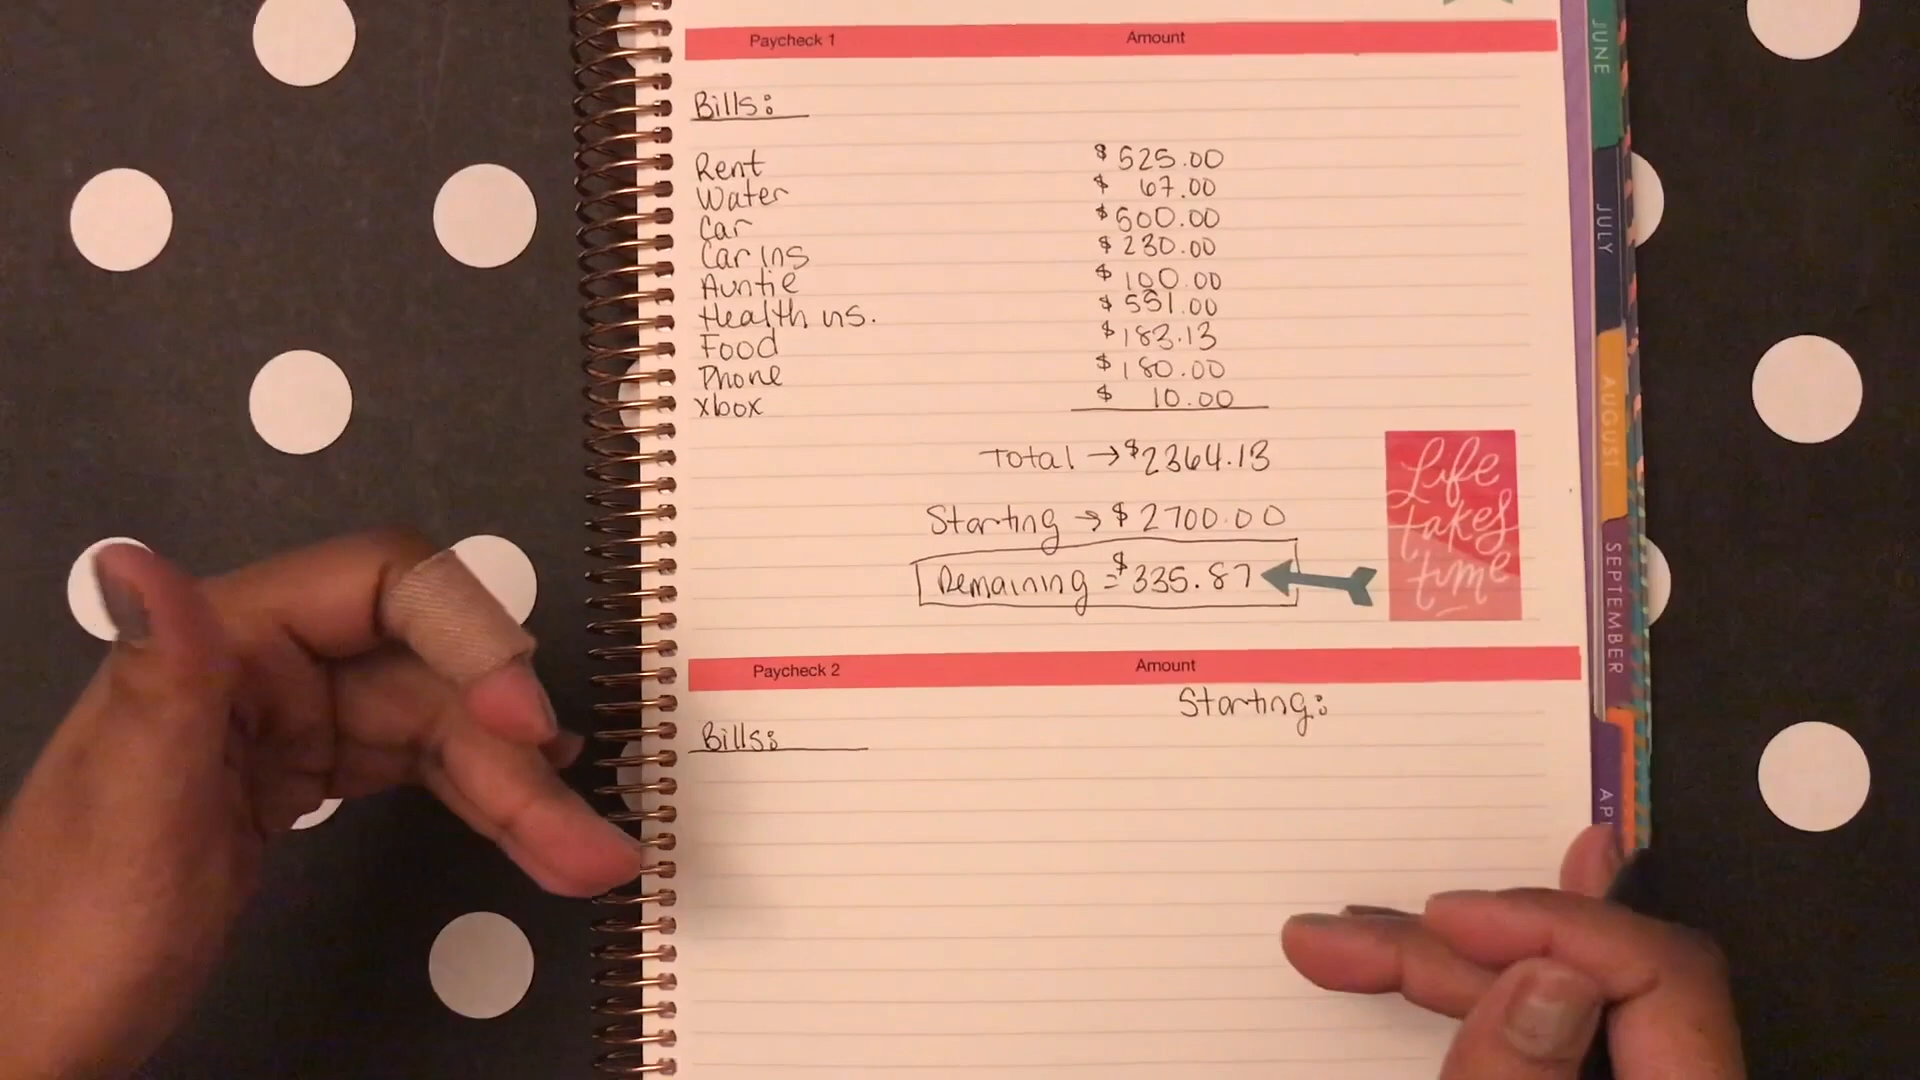 Paycheck 1 Amount
Bills:
Rent $525.00
Water $67.00
Car $500.00
Car Ins $230.00
Auntie $100.00
Health ins. $551.00
Food $183.13
Phone $180.00
Xbox $10.00
Total → $2364.13
Starting → $2700.00
Remaining = $335.87
Life
takes
time
Paycheck 2 Amount
Starting:
Bills:
JUNE
JULY
AUGUST
SEPTEMBER